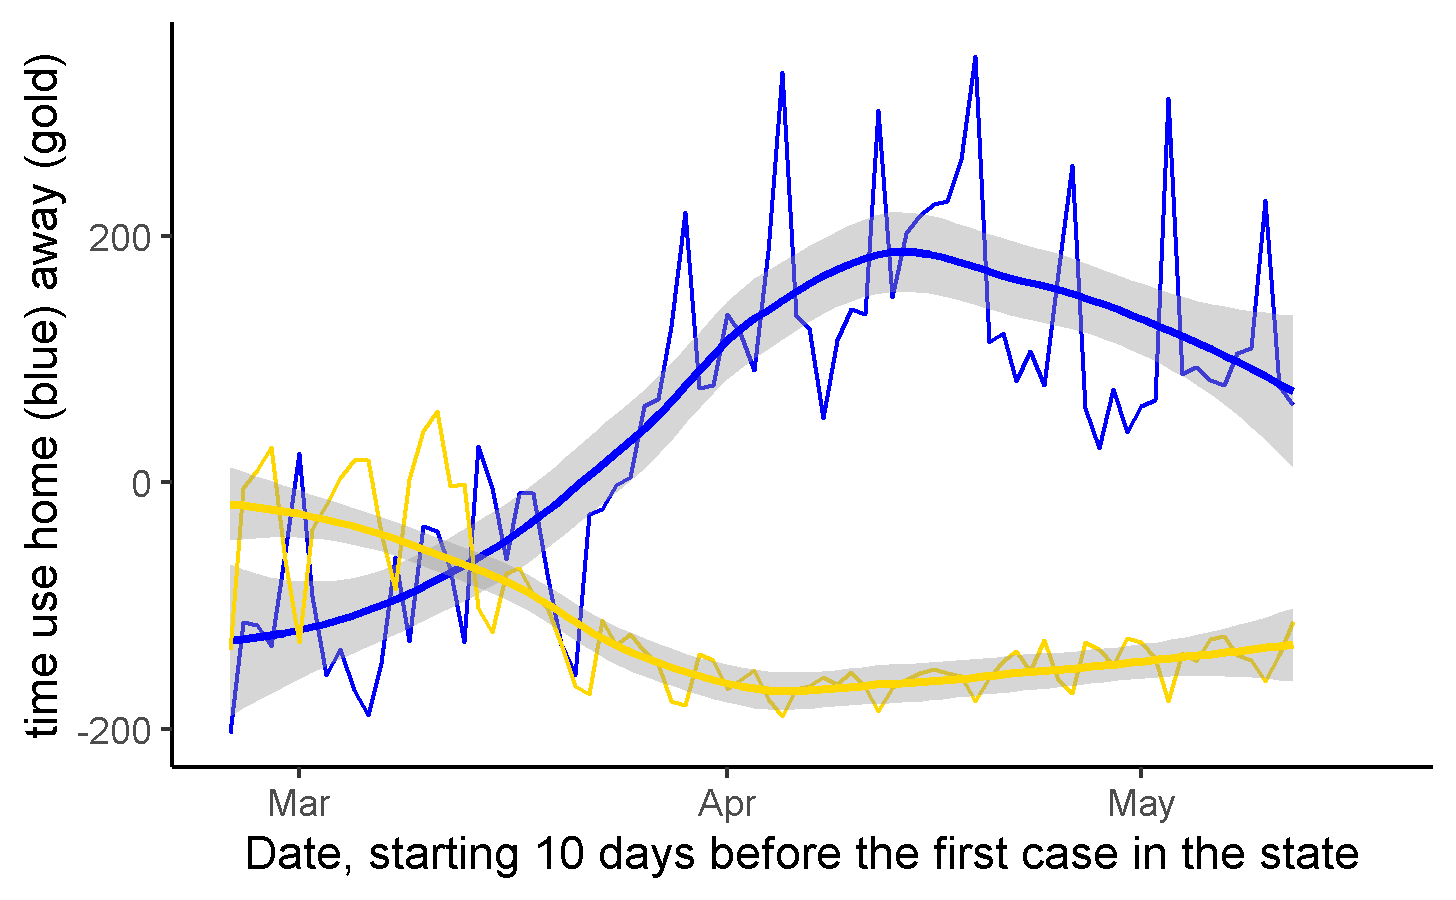 time use home (blue) away (gold)
200
0
-200
Mar Apr May
Date, starting 10 days before the first case in the state